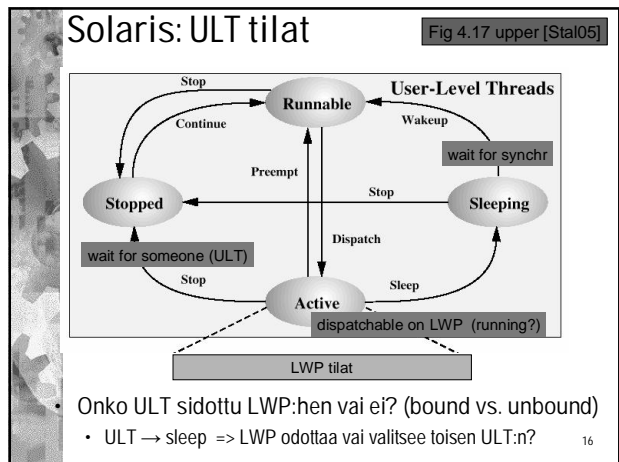 Solaris: ULT tilat
Fig 4.17 upper [Stal05]
User-Level Threads
Stop
Runnable
Continue
Wakeup
wait for synchr
Preempt
Stop
Stopped
Sleeping
Dispatch
wait for someone (ULT)
Stop
Sleep
Active
dispatchable on LWP (running?)
LWP tilat
• Onko ULT sidottu LWP:hen vai ei? (bound vs. unbound)
• ULT → sleep => LWP odottaa vai valitsee toisen ULT:n?
16